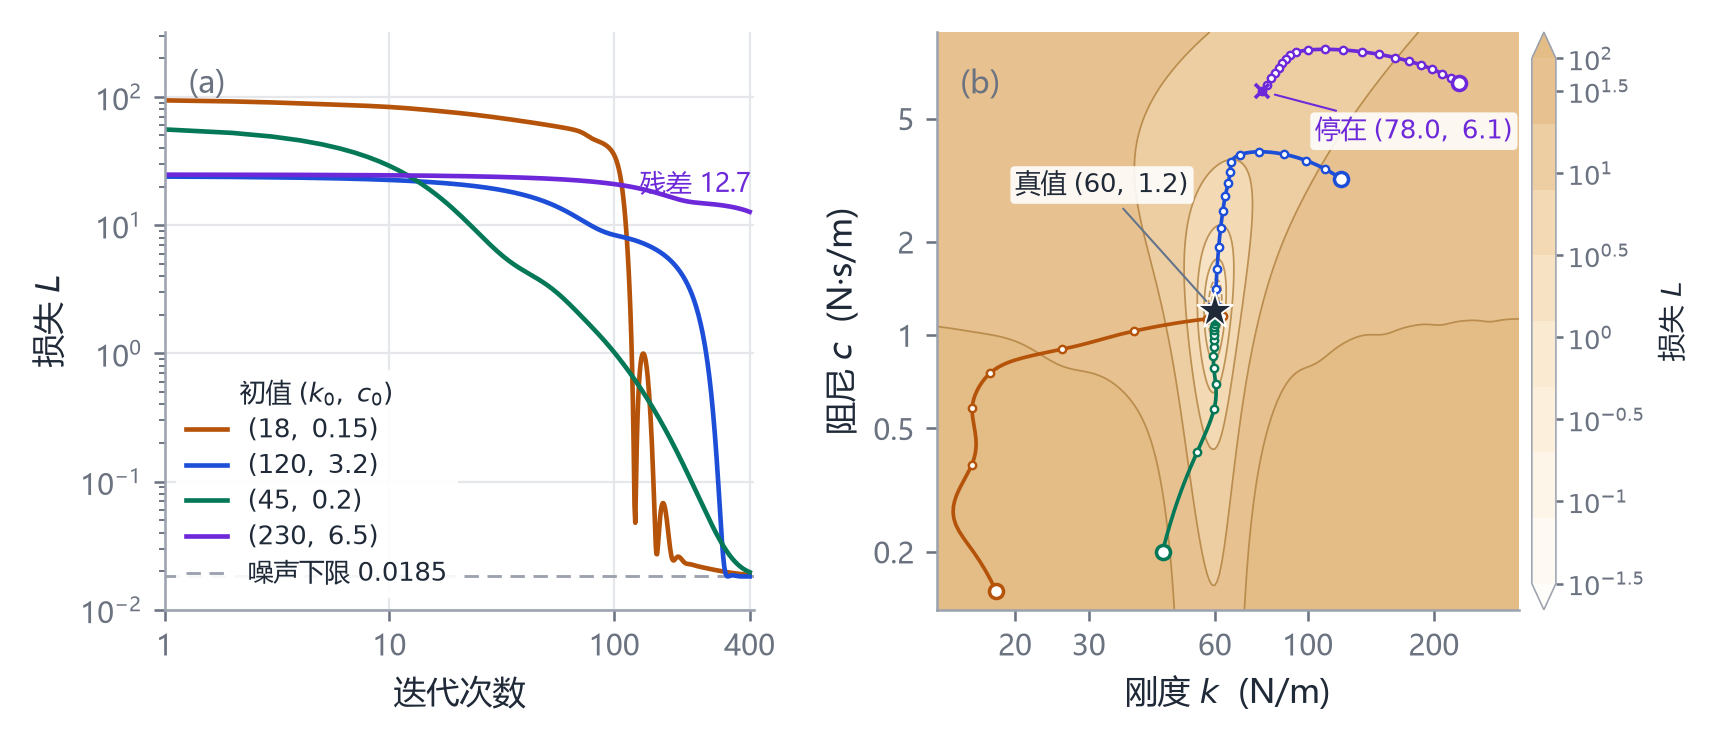 (a)
10²
10¹
10⁰
10⁻¹
10⁻²
损失 L
残差 12.7
初值 (k₀, c₀)
(18, 0.15)
(120, 3.2)
(45, 0.2)
(230, 6.5)
噪声下限 0.0185
1
10
100
400
迭代次数
(b)
5
2
1
0.5
0.2
阻尼 c (N·s/m)
停在 (78.0, 6.1)
真值 (60, 1.2)
20
30
60
100
200
刚度 k (N/m)
10²
10¹·⁵
10¹
10⁰·⁵
10⁰
10⁻⁰·⁵
10⁻¹
10⁻¹·⁵
损失 L